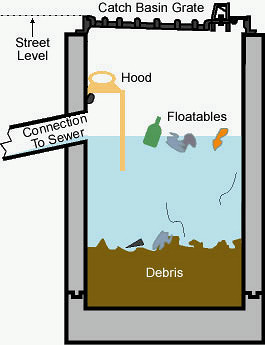 Catch Basin Grate
Street
Level
Hood
Floatables
Connection
To Sewer
Debris